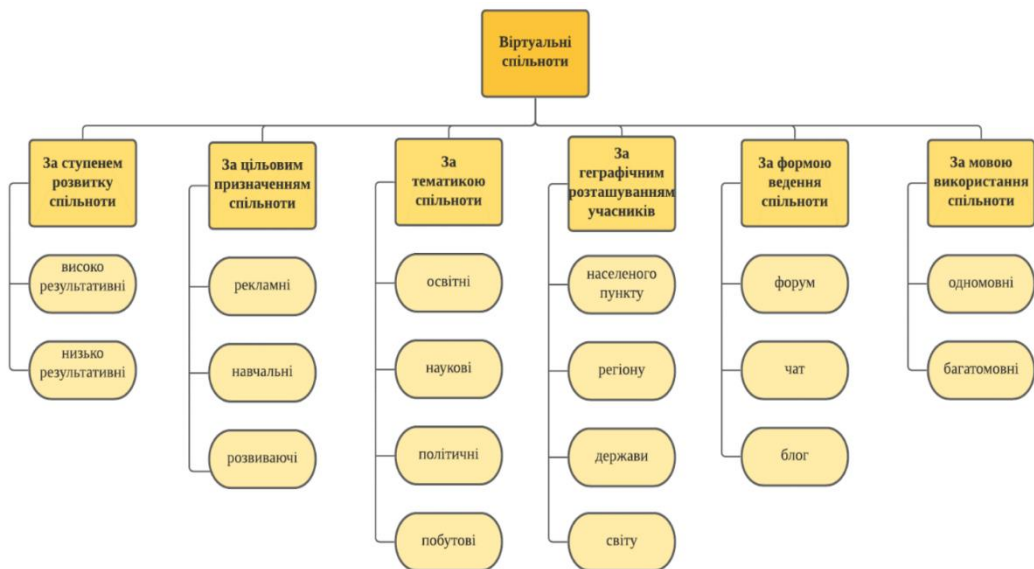 Віртуальні
спільноти
За ступенем
розвитку
спільноти
високо
результативні
низько
результативні
За цільовим
призначенням
спільноти
рекламні
навчальні
розвиваючі
За
тематикою
спільноти
освітні
наукові
політичні
побутові
За
геграфічним
розташуванням
учасників
населеного
пункту
регіону
держави
світу
За формою
ведення
спільноти
форум
чат
блог
За мовою
використання
спільноти
одномовні
багатомовні